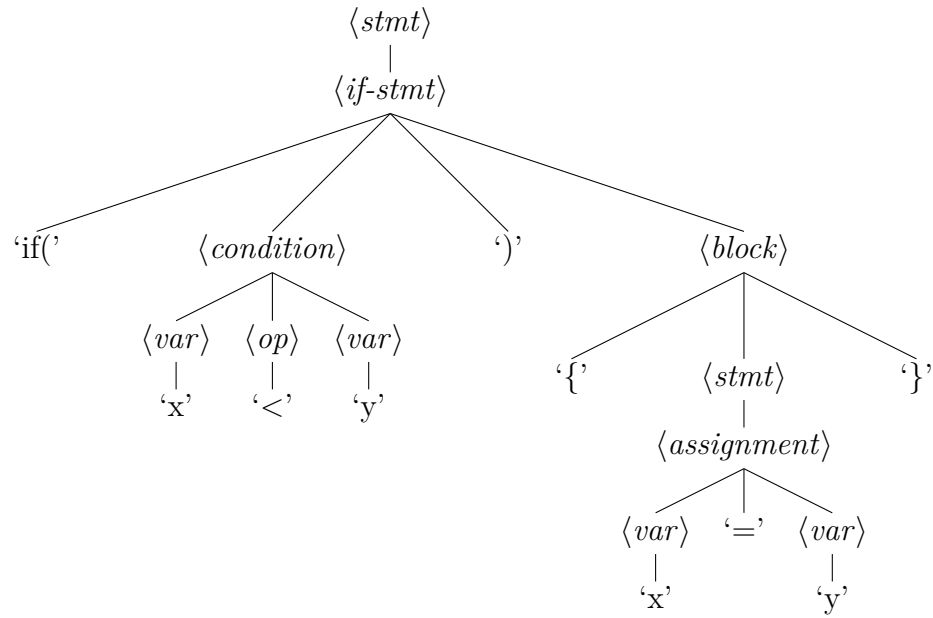 ⟨stmt⟩
⟨if-stmt⟩
‘if(’ ⟨condition⟩ ‘)’ ⟨block⟩
⟨var⟩ ⟨op⟩ ⟨var⟩
‘{’ ⟨stmt⟩ ‘}’
‘x’ ‘<’ ‘y’
⟨assignment⟩
⟨var⟩ ‘=’ ⟨var⟩
‘x’ ‘y’